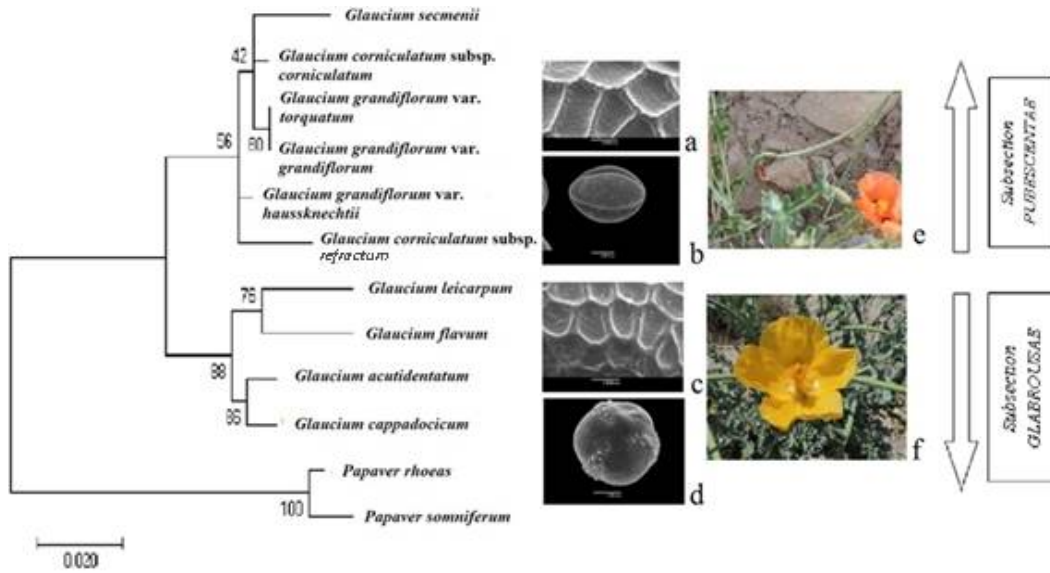 Glaucium secmenii
42
Glaucium corniculatum subsp.
corniculatum
Glaucium grandiflorum var.
torquatum
56
80
Glaucium grandiflorum var.
grandiflorum
Glaucium grandiflorum var.
haussknechtii
Glaucium corniculatum subsp.
refractum
76
Glaucium leicarpum
Glaucium flavum
98
Glaucium acutidentatum
86
Glaucium cappadocicum
Papaver rhoeas
100
Papaver somniferum
0.020
a
b
c
d
e
f
Subsection
PUBESCENTAE
Subsection
GLABROUSAE